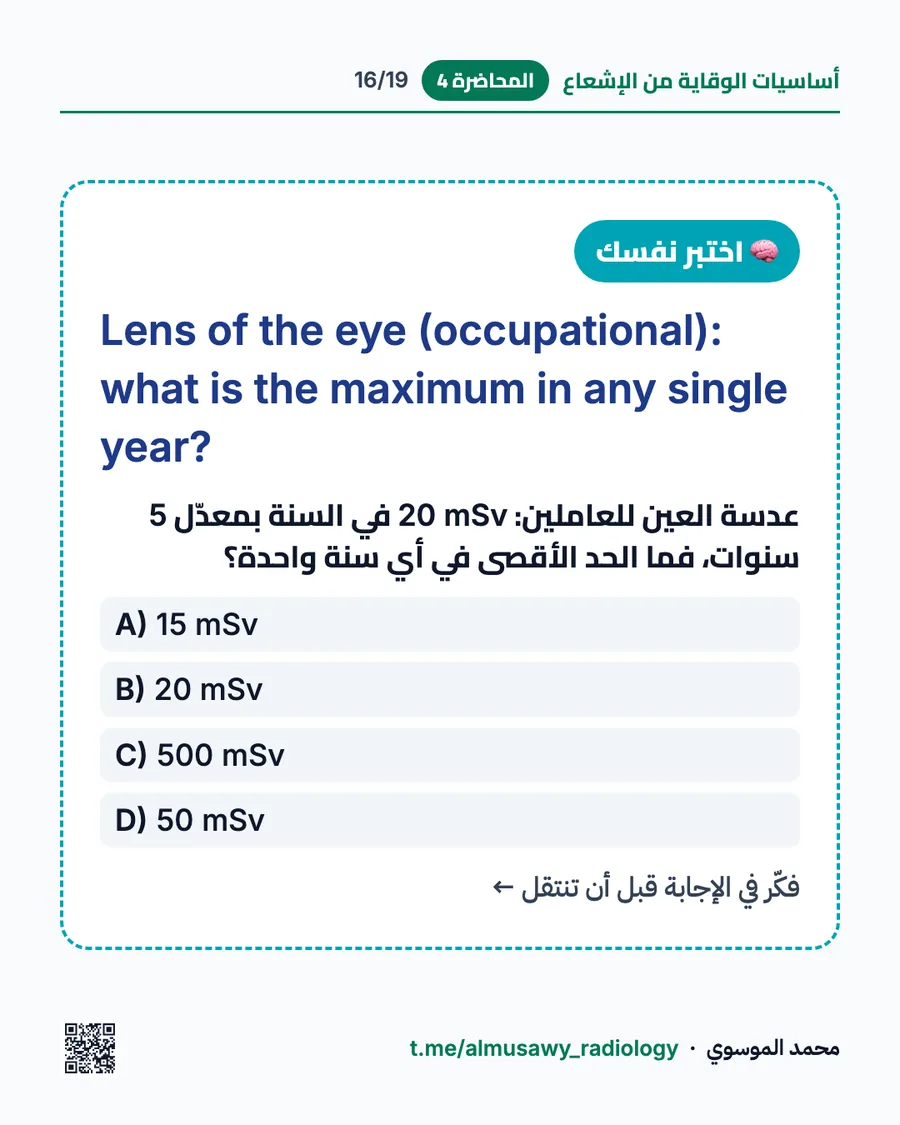 أساسيات الوقاية من الإشعاع المحاضرة 4 16/19
🧠 اختبر نفسك
Lens of the eye (occupational):
what is the maximum in any single
year?
عدسة العين للعاملين: 20 mSv في السنة بمعدّل 5
سنوات، فما الحد الأقصى في أي سنة واحدة؟
A) 15 mSv
B) 20 mSv
C) 500 mSv
D) 50 mSv
فكّر في الإجابة قبل أن تنتقل ←
محمد الموسوي · t.me/almusawy_radiology